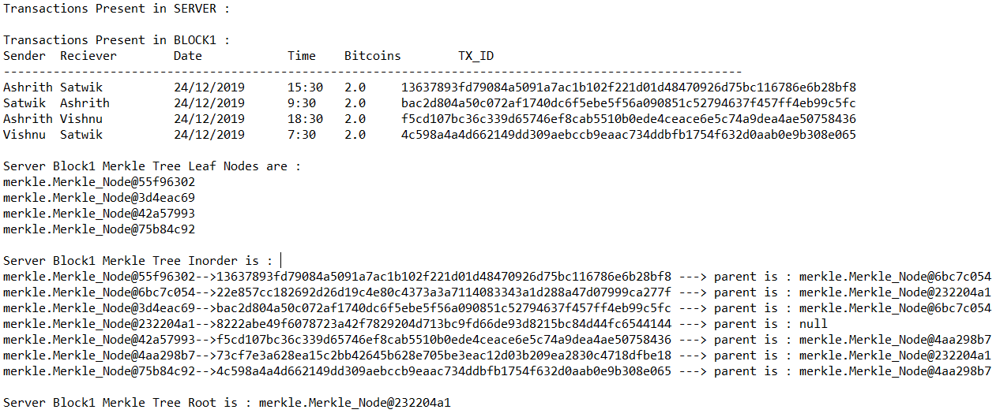 Transactions Present in SERVER :
Transactions Present in BLOCK1 :
Sender Reciever Date Time Bitcoins TX_ID
----------------------------------------------------------------------------------------------------------
Ashrith Satwik 24/12/2019 15:30 2.0 13637893fd79084a5091a7ac1b102f221d01d48470926d75bc116786e6b28bf8
Satwik Ashrith 24/12/2019 9:30 2.0 bac2d804a50c072af1740dc6f5ebe5f56a090851c52794637f457ff4eb99c5fc
Ashrith Vishnu 24/12/2019 18:30 2.0 f5cd107bc36c339d65746ef8cab5510b0ede4ceace6e5c74a9dea4ae50758436
Vishnu Satwik 24/12/2019 7:30 2.0 4c598a4a4d662149dd309aebccb9eaac734ddbfb1754f632d0aab0e9b308e065
Server Block1 Merkle Tree Leaf Nodes are :
merkle.Merkle_Node@55f96302
merkle.Merkle_Node@3d4eac69
merkle.Merkle_Node@42a57993
merkle.Merkle_Node@75b84c92
Server Block1 Merkle Tree Inorder is :
merkle.Merkle_Node@55f96302-->13637893fd79084a5091a7ac1b102f221d01d48470926d75bc116786e6b28bf8 ---> parent is : merkle.Merkle_Node@6bc7c054
merkle.Merkle_Node@6bc7c054-->22e857cc182692d26d19c4e80c4373a3a7114083343a1d288a47d07999ca277f ---> parent is : merkle.Merkle_Node@232204a1
merkle.Merkle_Node@3d4eac69-->bac2d804a50c072af1740dc6f5ebe5f56a090851c52794637f457ff4eb99c5fc ---> parent is : merkle.Merkle_Node@6bc7c054
merkle.Merkle_Node@232204a1-->8222abe49f6078723a42f7829204d713bc9fd66de93d8215bc84d44fc6544144 ---> parent is : null
merkle.Merkle_Node@42a57993-->f5cd107bc36c339d65746ef8cab5510b0ede4ceace6e5c74a9dea4ae50758436 ---> parent is : merkle.Merkle_Node@4aa298b7
merkle.Merkle_Node@4aa298b7-->73cf7e3a628ea15c2bb42645b628e705be3eac12d03b209ea2830c4718dfbe18 ---> parent is : merkle.Merkle_Node@232204a1
merkle.Merkle_Node@75b84c92-->4c598a4a4d662149dd309aebccb9eaac734ddbfb1754f632d0aab0e9b308e065 ---> parent is : merkle.Merkle_Node@4aa298b7
Server Block1 Merkle Tree Root is : merkle.Merkle_Node@232204a1